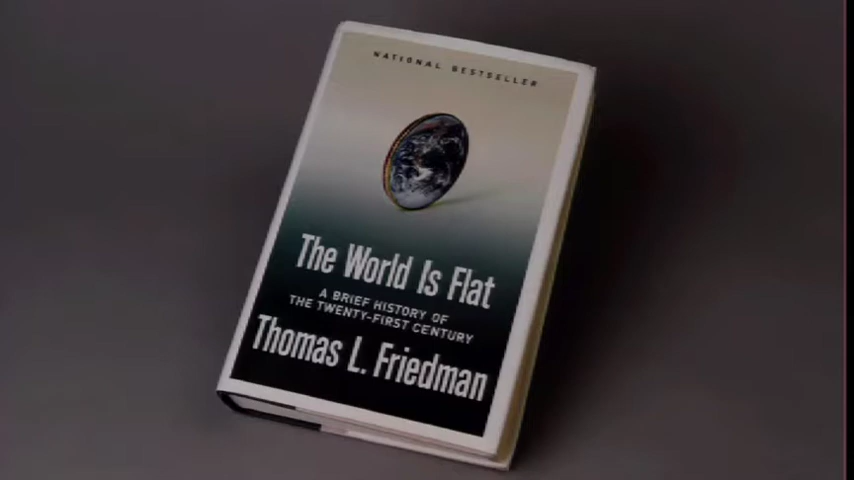 NATIONAL BESTSELLER
The World Is Flat
A BRIEF HISTORY OF
THE TWENTY-FIRST CENTURY
Thomas L. Friedman